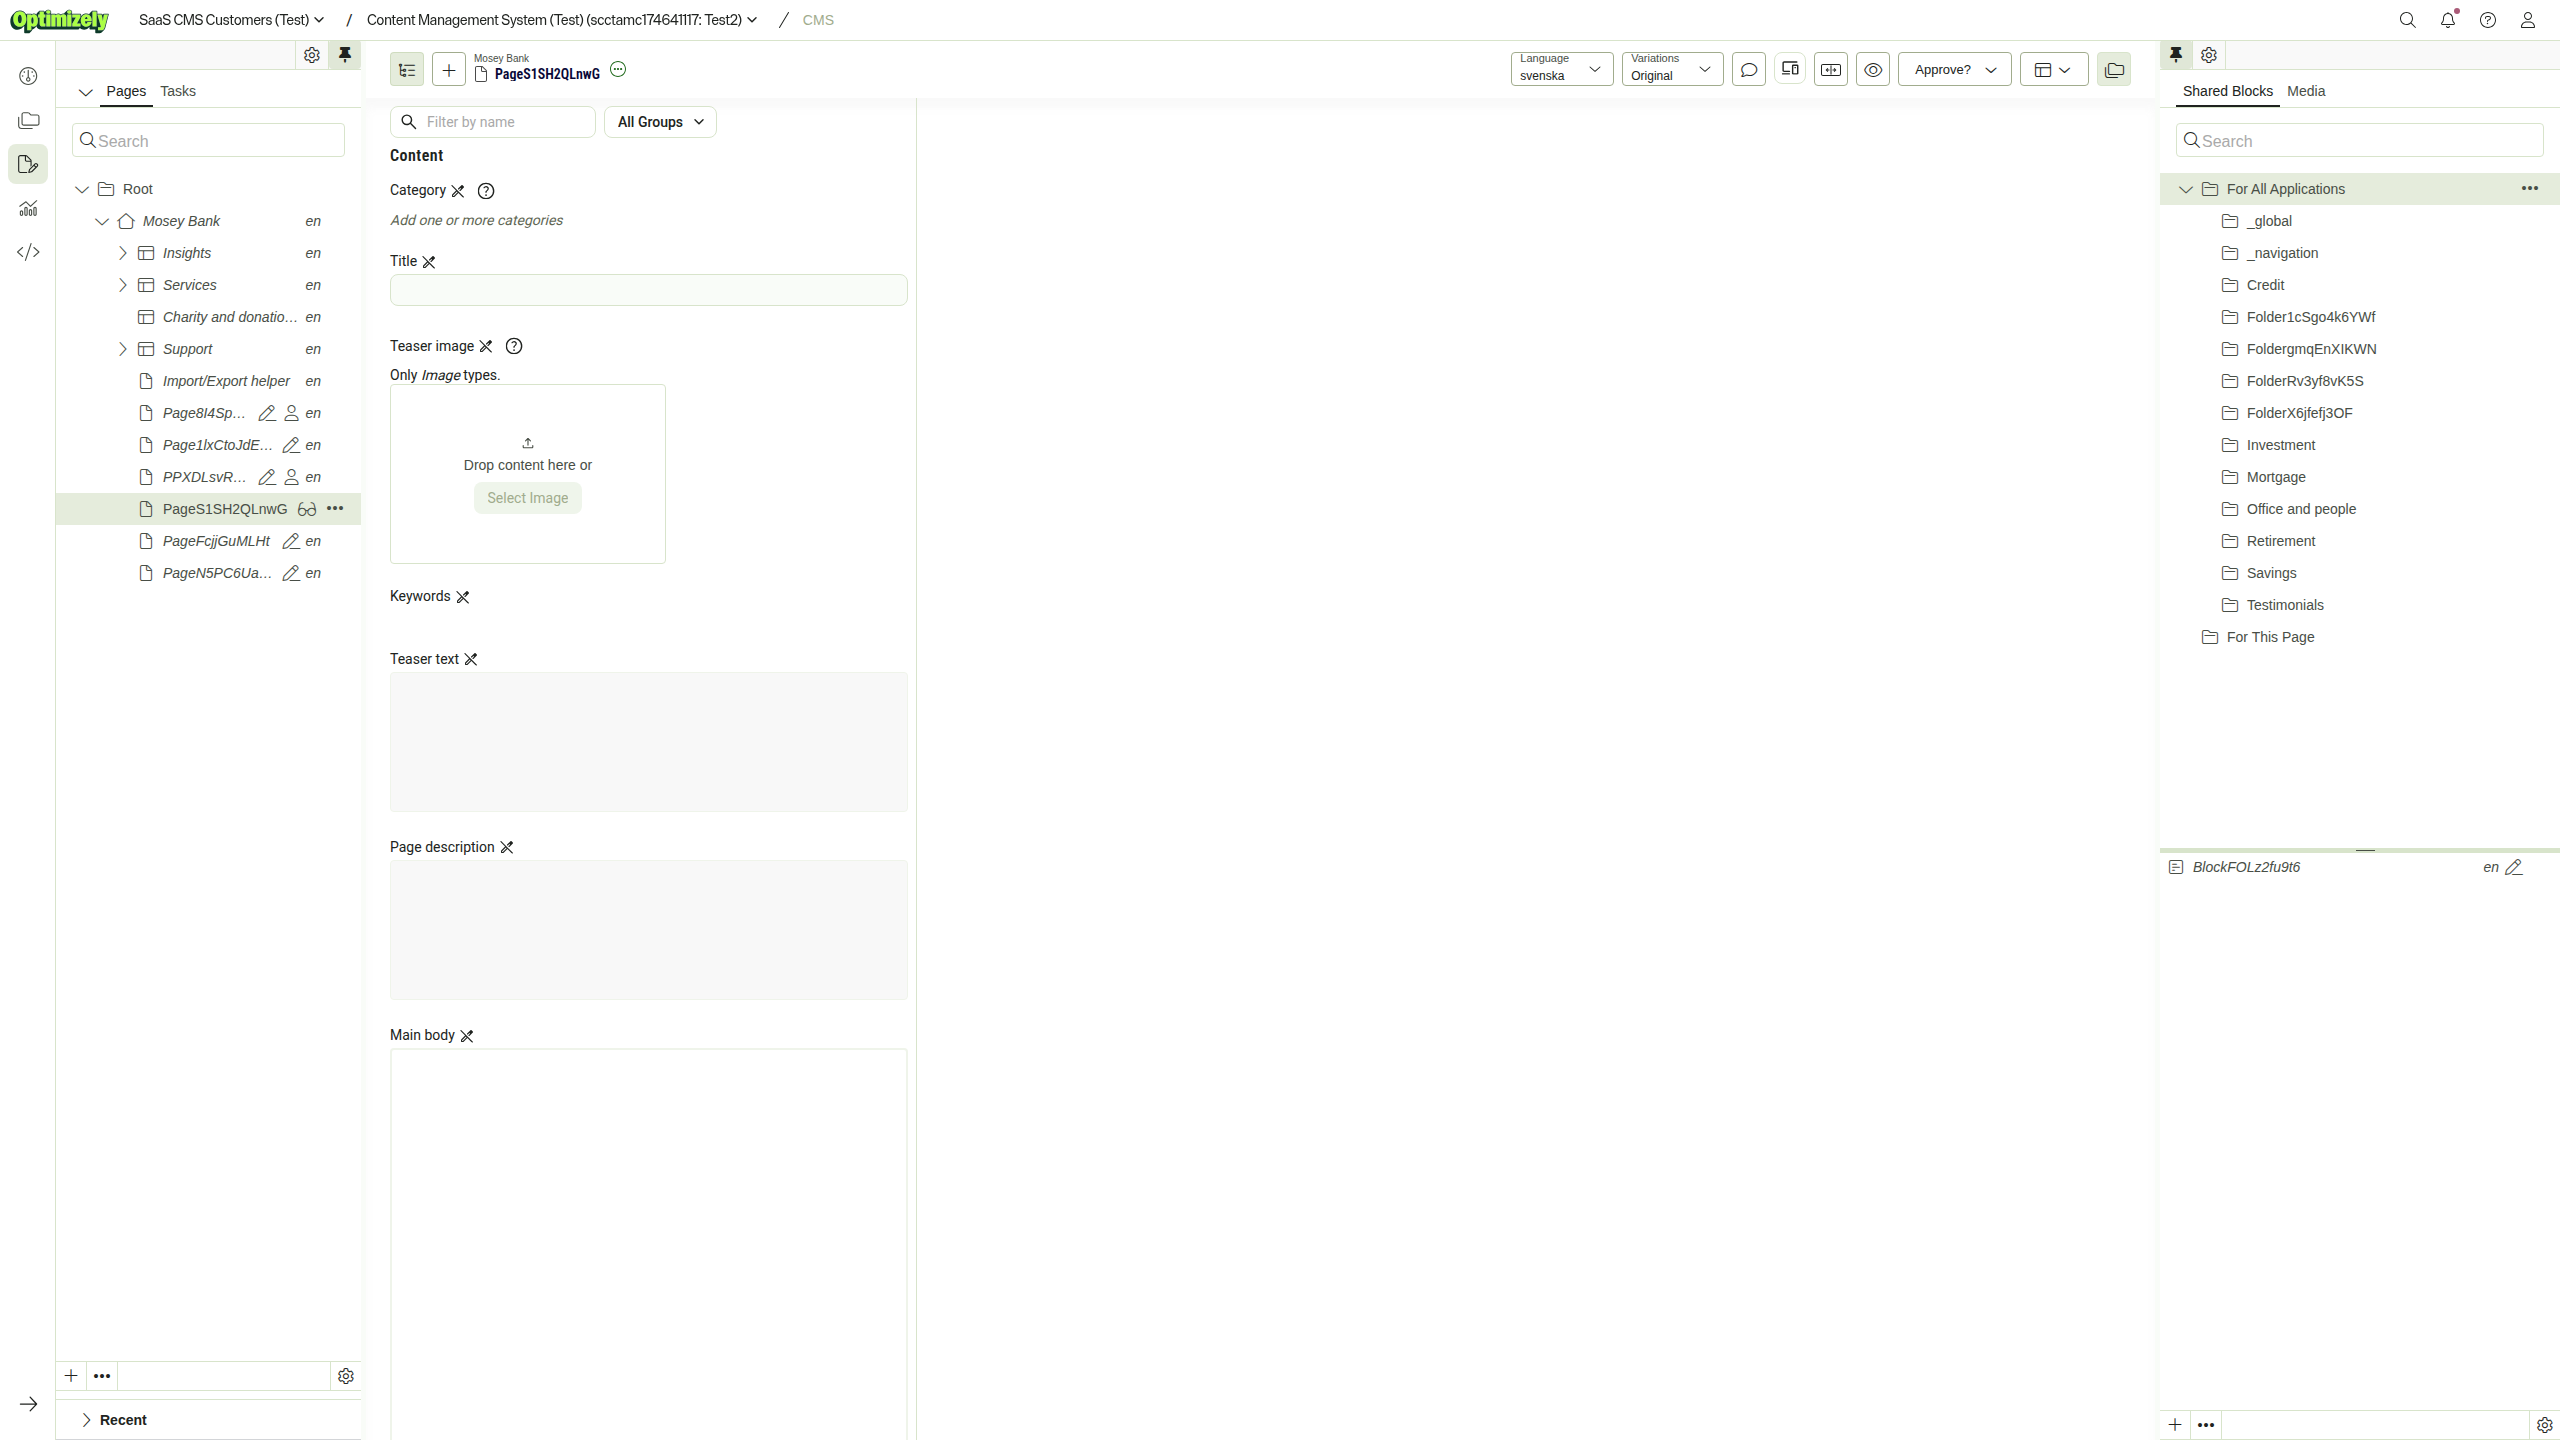 Optimizely
SaaS CMS Customers (Test) / Content Management System (Test) (scctamc174641117: Test2) / CMS
Pages Tasks
Search
Root
Mosey Bank en
Insights en
Services en
Charity and donatio... en
Support en
Import/Export helper en
Page8I4Sp... en
Page1lxCtoJdE... en
PPXDLsvR... en
PageS1SH2QLnwG
PageFcjjGuMLHt en
PageN5PC6Ua... en
Recent
Mosey Bank
PageS1SH2QLnwG
Language
svenska
Variations
Original
Approve?
Filter by name
All Groups
Content
Category
Add one or more categories
Title
Teaser image
Only Image types.
Drop content here or
Select Image
Keywords
Teaser text
Page description
Main body
Shared Blocks Media
Search
For All Applications
_global
_navigation
Credit
Folder1cSgo4k6YWf
FoldergmqEnXIKWN
FolderRv3yf8vK5S
FolderX6jfefj3OF
Investment
Mortgage
Office and people
Retirement
Savings
Testimonials
For This Page
BlockFOLz2fu9t6 en